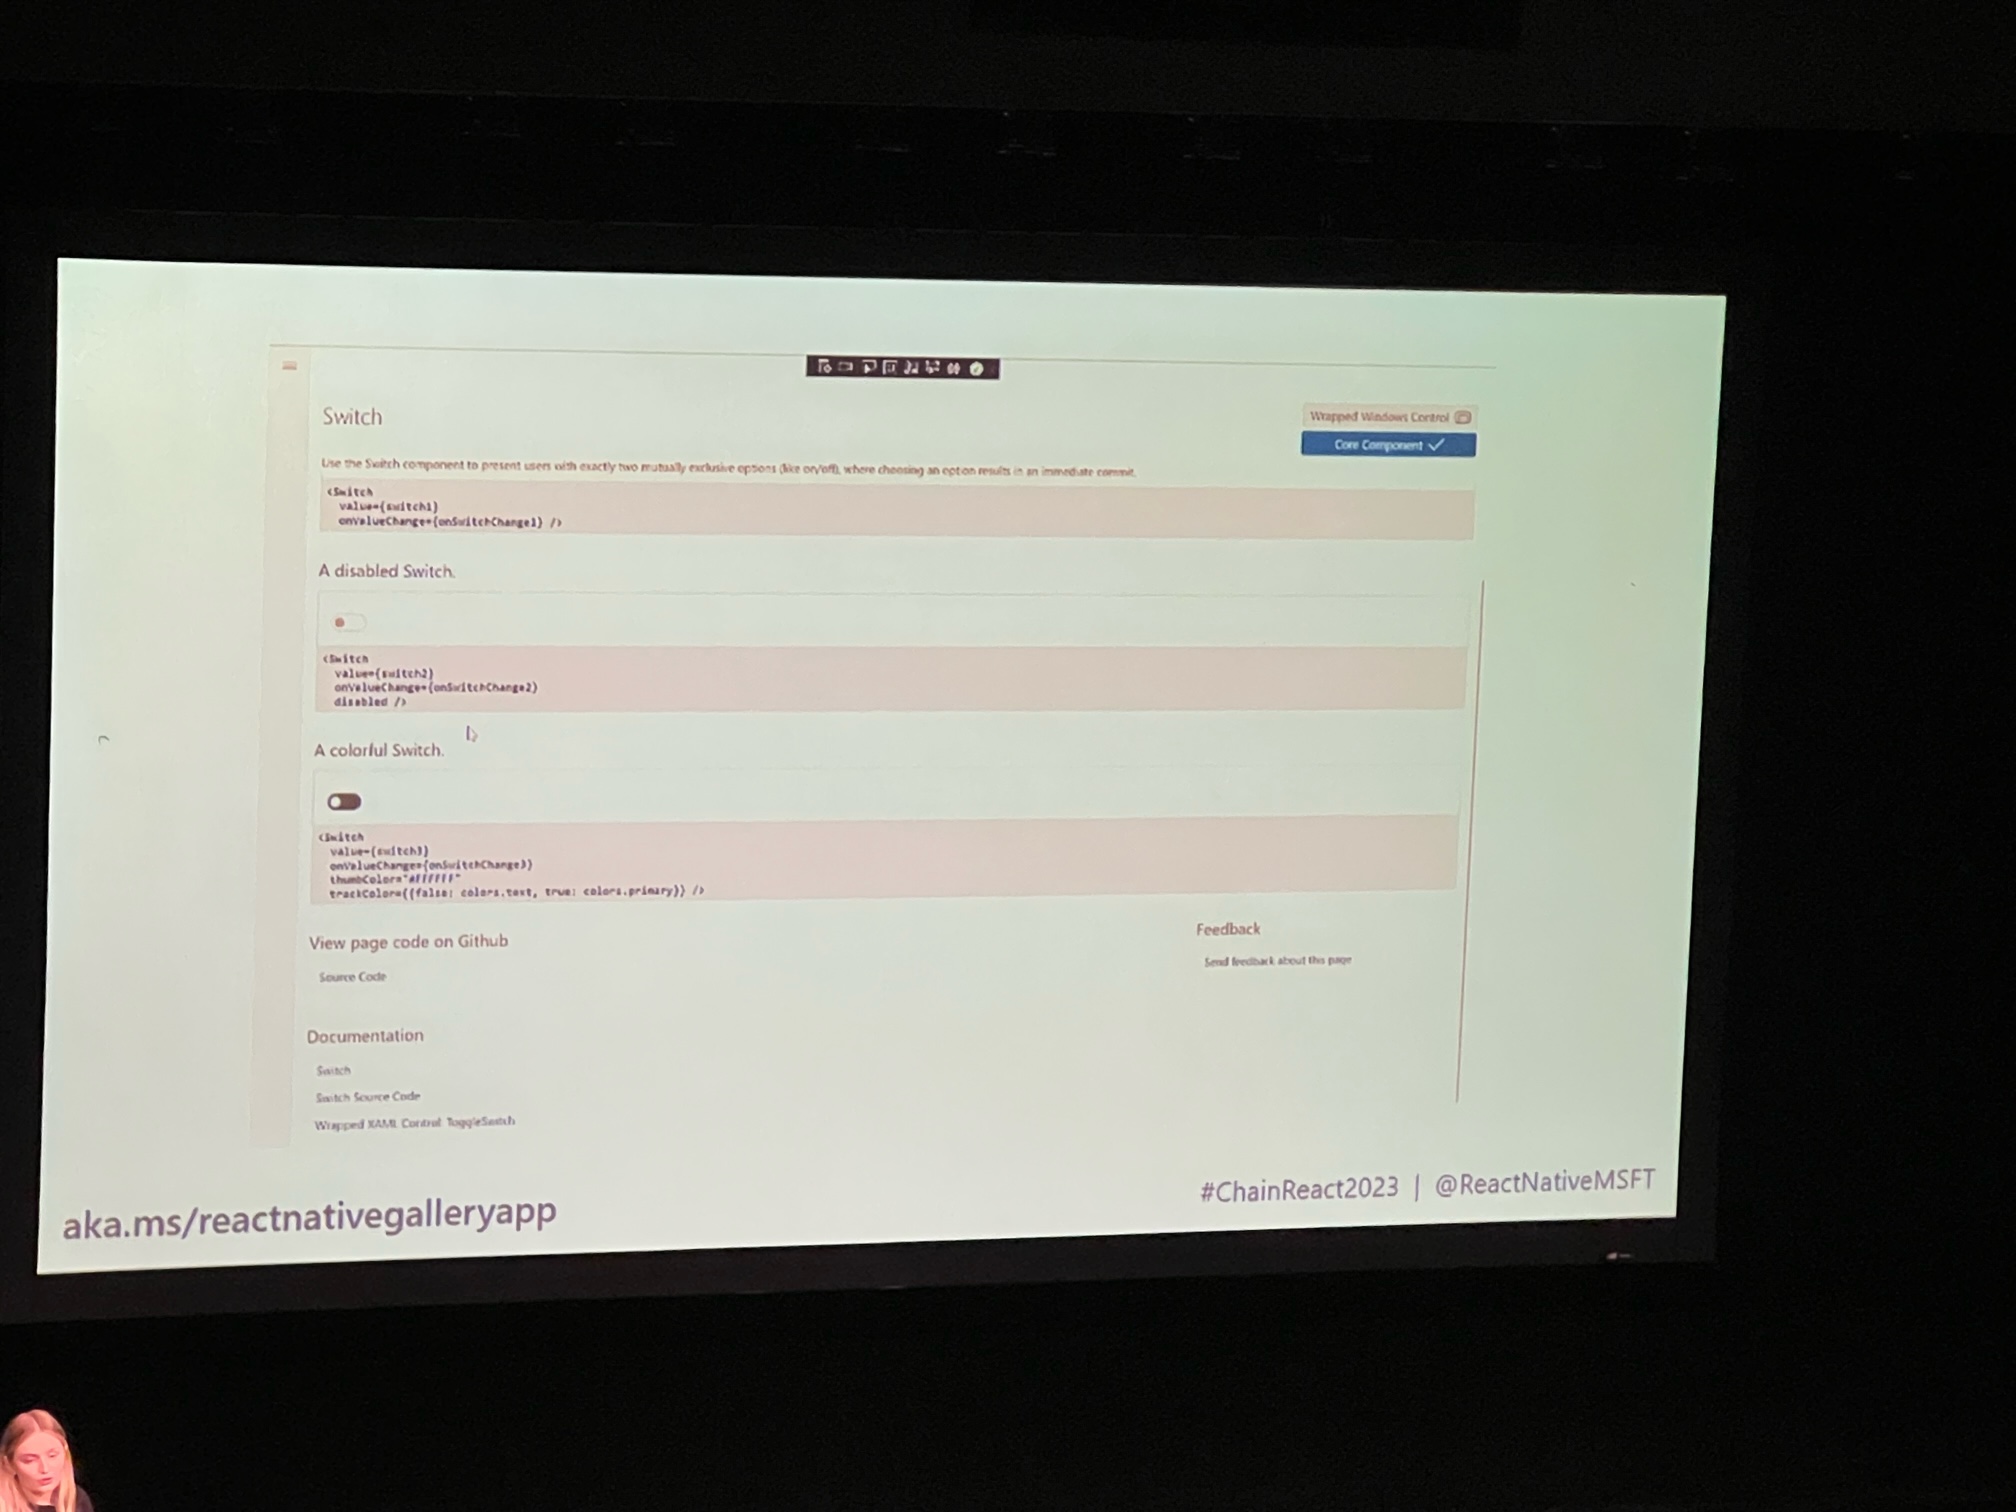 Switch
Wrapped Windows Control
Core Component
Use the Switch component to present users with exactly two mutually exclusive options (like on/off), where choosing an option results in an immediate commit.
<Switch
value={switch1}
onValueChange={onSwitchChange1} />
A disabled Switch.
<Switch
value={switch2}
onValueChange={onSwitchChange2}
disabled />
A colorful Switch.
<Switch
value={switch3}
onValueChange={onSwitchChange3}
thumbColor="#FFFFFF"
trackColor={{false: colors.text, true: colors.primary}} />
View page code on Github
Source Code
Feedback
Send feedback about this page
Documentation
Switch
Switch Source Code
Wrapped XAML Control: ToggleSwitch
aka.ms/reactnativegalleryapp
#ChainReact2023 | @ReactNativeMSFT